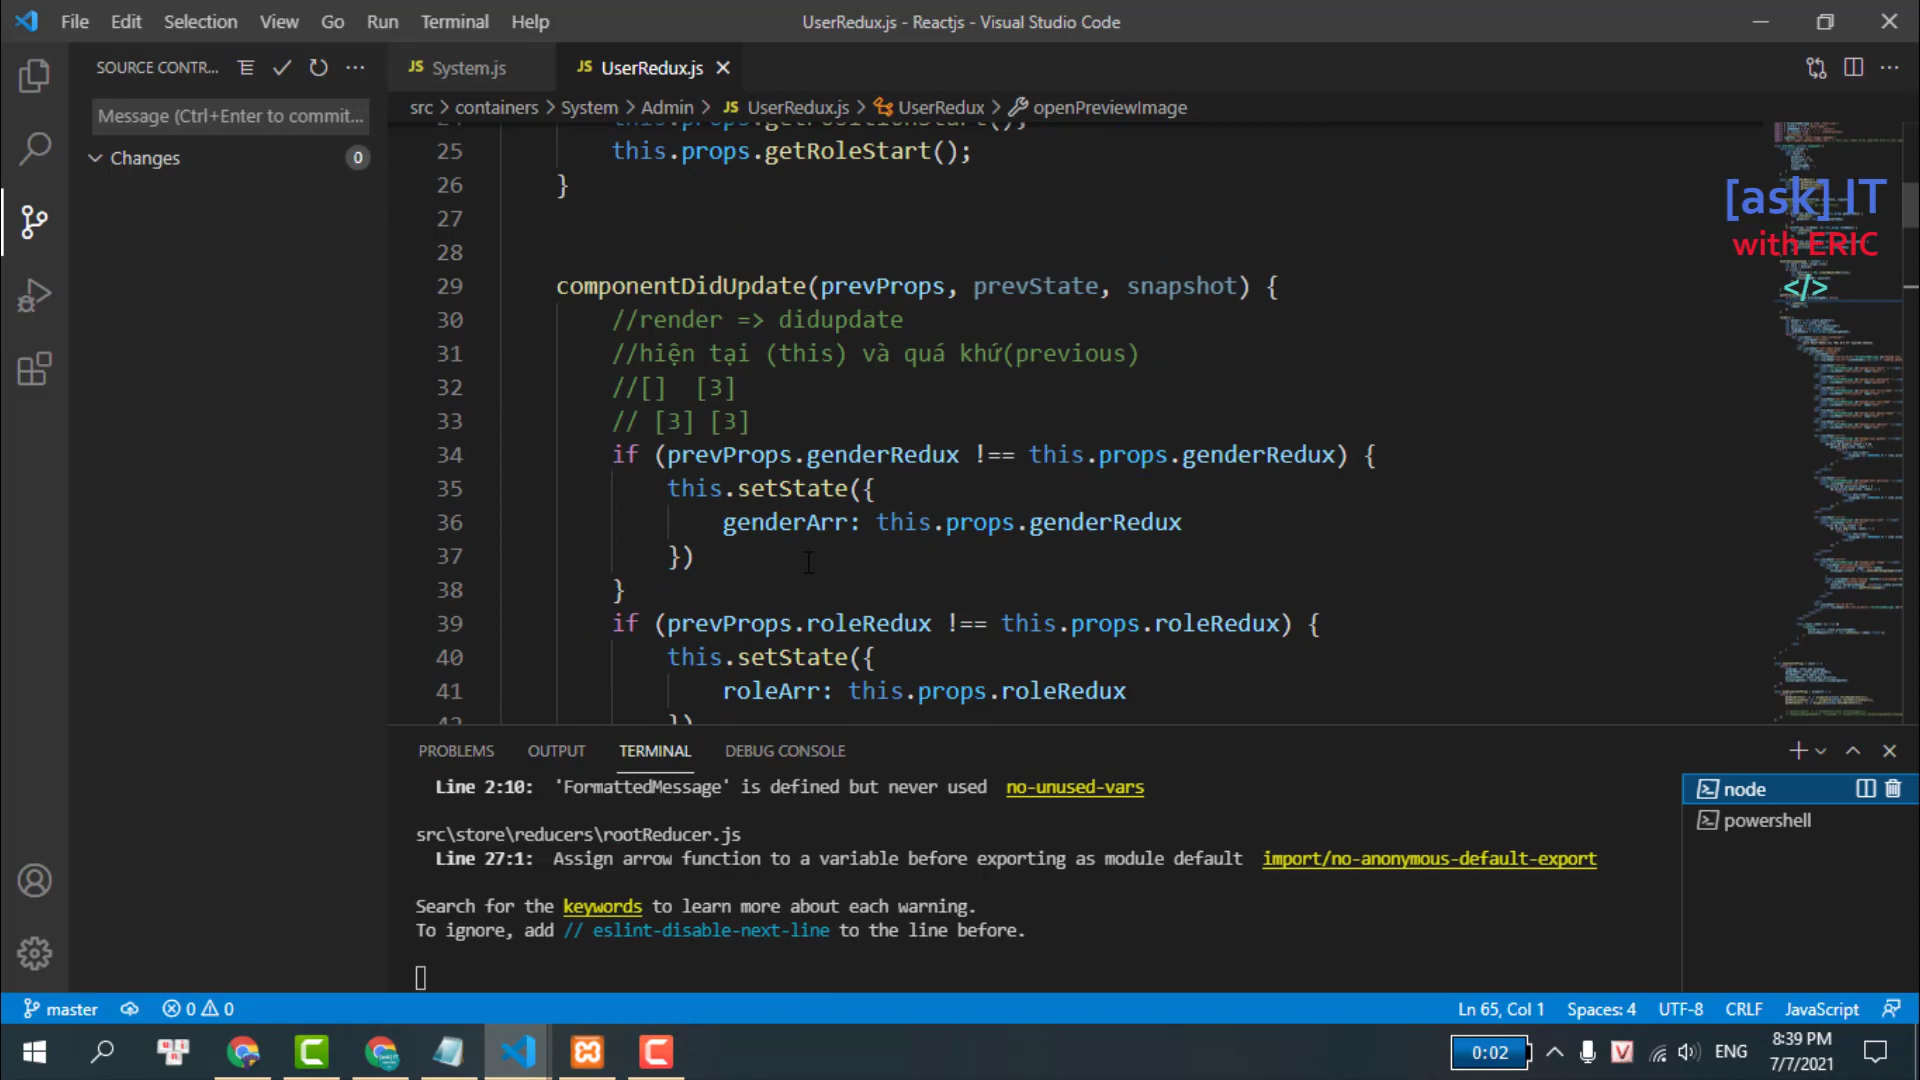 File Edit Selection View Go Run Terminal Help
UserRedux.js - Reactjs - Visual Studio Code
SOURCE CONTR...
JS System.js
JS UserRedux.js
Message (Ctrl+Enter to commit...
src > containers > System > Admin > JS UserRedux.js > UserRedux > openPreviewImage
Changes 0
25 this.props.getRoleStart();
26 }
27
28
29 componentDidUpdate(prevProps, prevState, snapshot) {
30 //render => didupdate
31 //hiện tại (this) và quá khứ(previous)
32 //[] [3]
33 // [3] [3]
34 if (prevProps.genderRedux !== this.props.genderRedux) {
35 this.setState({
36 genderArr: this.props.genderRedux
37 })
38 }
39 if (prevProps.roleRedux !== this.props.roleRedux) {
40 this.setState({
41 roleArr: this.props.roleRedux
[ask] IT
with ERIC
</>
PROBLEMS OUTPUT TERMINAL DEBUG CONSOLE
Line 2:10: 'FormattedMessage' is defined but never used no-unused-vars
src\store\reducers\rootReducer.js
Line 27:1: Assign arrow function to a variable before exporting as module default import/no-anonymous-default-export
Search for the keywords to learn more about each warning.
To ignore, add // eslint-disable-next-line to the line before.
node
powershell
master 0 0 Ln 65, Col 1 Spaces: 4 UTF-8 CRLF JavaScript
0:02 ENG 8:39 PM
7/7/2021